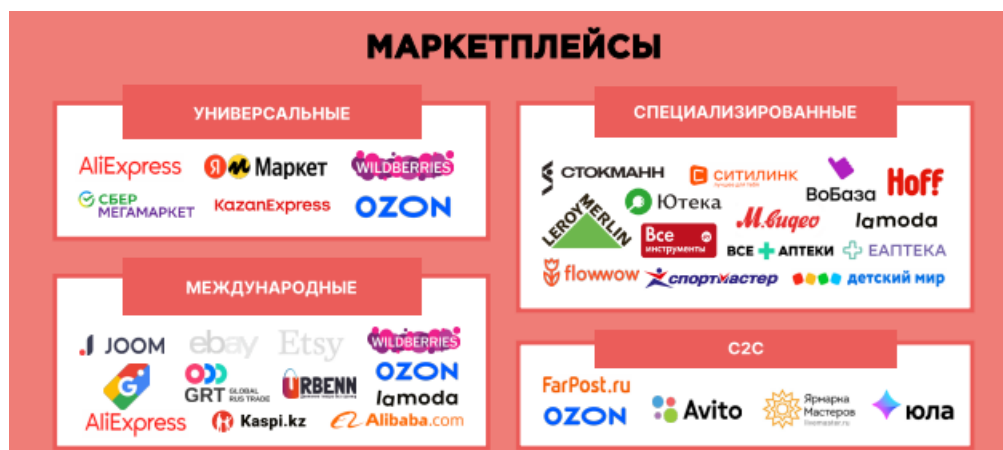 МАРКЕТПЛЕЙСЫ
УНИВЕРСАЛЬНЫЕ
AliExpress Я М Маркет WILDBERRIES
СБЕР МЕГАМАРКЕТ KazanExpress OZON
СПЕЦИАЛИЗИРОВАННЫЕ
СТОКМАНН СИТИЛИНК ВоБаза Hoff
LEROY MERLIN Ютека М.видео lamoda
Все инструменты ВСЕ АПТЕКИ ЕАПТЕКА
flowwow спортмастер детский мир
МЕЖДУНАРОДНЫЕ
JOOM ebay Etsy WILDBERRIES
G GRT GLOBAL RUS TRADE URBENN OZON
lamoda
AliExpress Kaspi.kz Alibaba.com
C2C
FarPost.ru
OZON Avito Ярмарка Мастеров livemaster.ru юла